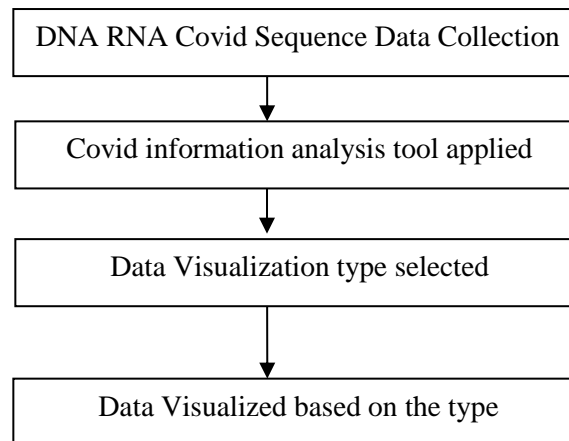 DNA RNA Covid Sequence Data Collection
Covid information analysis tool applied
Data Visualization type selected
Data Visualized based on the type